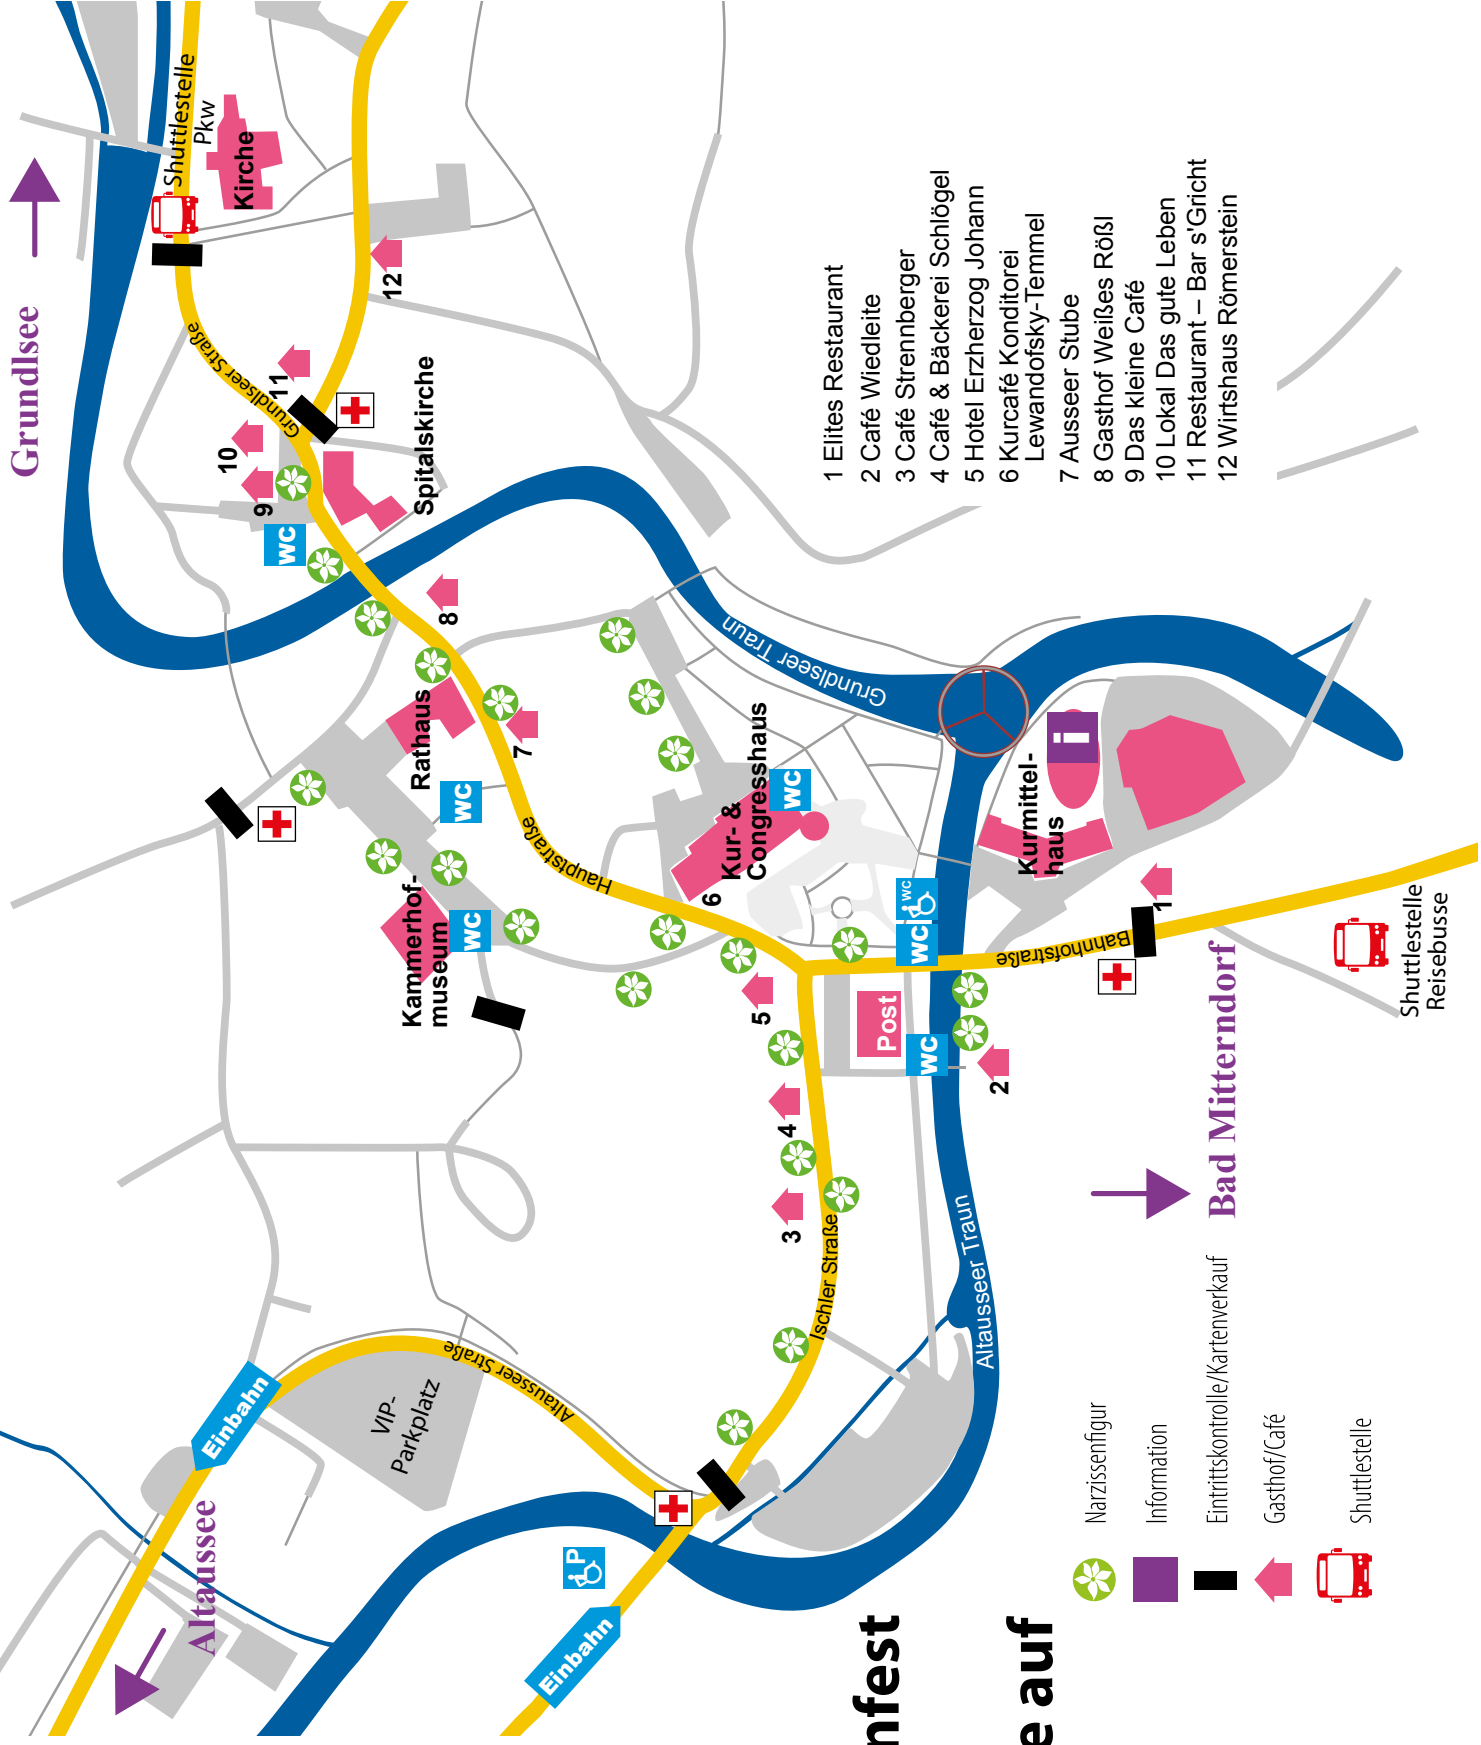 Grundlsee
Shuttlestelle
Pkw
Kirche
12
Grundlseer Straße
11
10
9
WC
Spitalskirche
8
Rathaus
7
WC
Hauptstraße
Kammerhof-
museum
WC
Kur- &
Congresshaus
WC
6
Grundlseer Traun
i
Kurmittel-
haus
1
WC
WC
Bahnhofstraße
Shuttlestelle
Reisebusse
Bad Mitterndorf
5
Post
WC
2
4
3
Ischler Straße
Altausseer Traun
Altausseer Straße
VIP-
Parkplatz
Einbahn
Altaussee
P
Einbahn
1 Elites Restaurant
2 Café Wiedleite
3 Café Strennberger
4 Café & Bäckerei Schlögel
5 Hotel Erzherzog Johann
6 Kurcafé Konditorei
Lewandofsky-Temmel
7 Ausseer Stube
8 Gasthof Weißes Rößl
9 Das kleine Café
10 Lokal Das gute Leben
11 Restaurant – Bar s'Gricht
12 Wirtshaus Römerstein
Narzissenfigur
Information
Eintrittskontrolle/Kartenverkauf
Gasthof/Café
Shuttlestelle
nfest
e auf